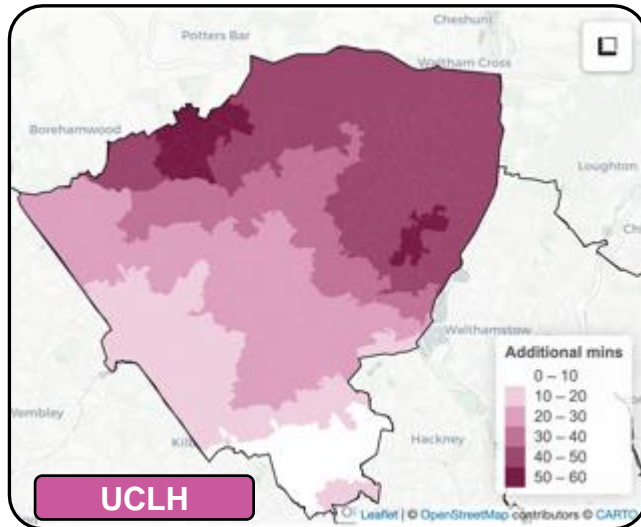 Cheshunt
Potters Bar
Waltham Cross
Borehamwood
Loughton
Walthamstow
Additional mins
0 – 10
10 – 20
20 – 30
30 – 40
40 – 50
50 – 60
Wembley
Hackney
UCLH
Leaflet | © OpenStreetMap contributors © CARTO